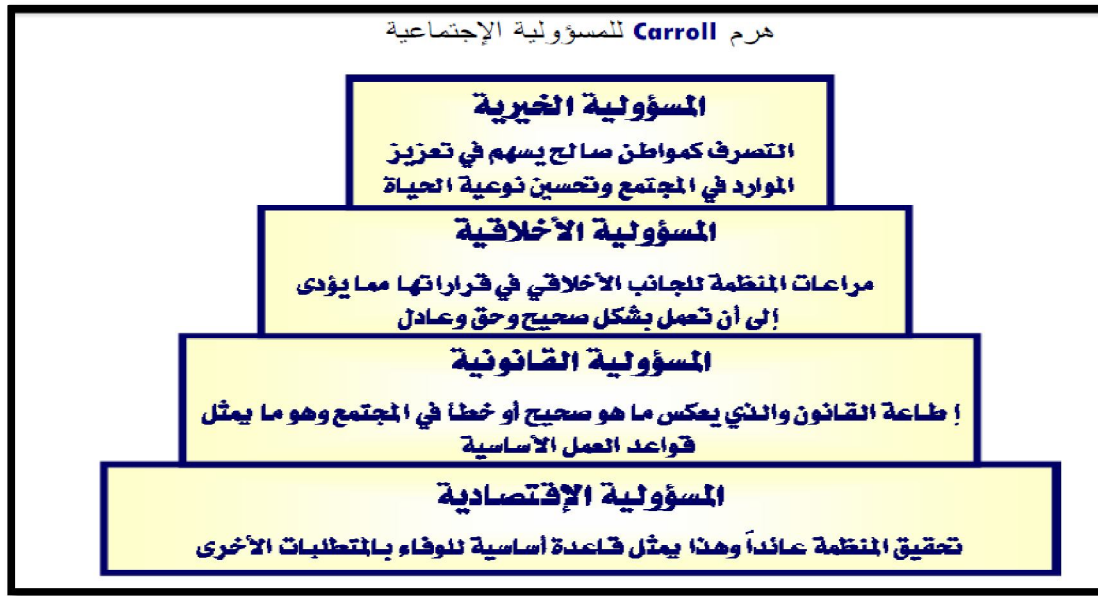 هرم Carroll للمسؤولية الإجتماعية
المسؤولية الخيرية
التصرف كمواطن صالح يسهم في تعزيز
الموارد في المجتمع وتحسين نوعية الحياة
المسؤولية الأخلاقية
مراعات المنظمة للجانب الأخلاقي في قراراتها مما يؤدى
إلى أن تعمل بشكل صحيح وحق وعادل
المسؤولية القانونية
إطاعة القانون والذي يعكس ما هو صحيح أو خطأ في المجتمع وهو ما يمثل
قواعد العمل الأساسية
المسؤولية الإقتصادية
تحقيق المنظمة عائداً وهذا يمثل قاعدة أساسية للوفاء بالمتطلبات الأخرى